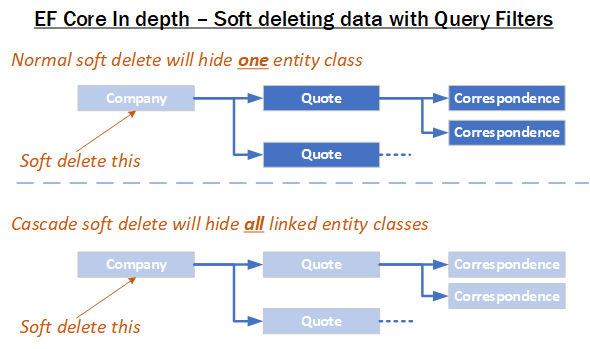 EF Core In depth – Soft deleting data with Query Filters
Normal soft delete will hide one entity class
Company
Quote
Correspondence
Correspondence
Soft delete this
Quote
Cascade soft delete will hide all linked entity classes
Company
Quote
Correspondence
Correspondence
Soft delete this
Quote